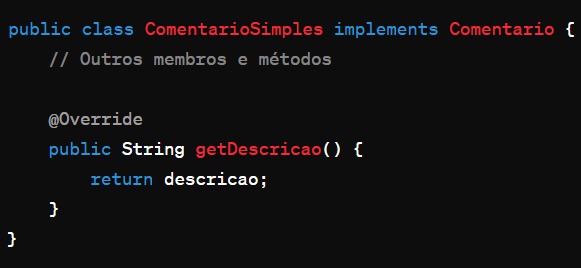 public class ComentarioSimples implements Comentario {
    // Outros membros e métodos
    @Override
    public String getDescricao() {
        return descricao;
    }
}